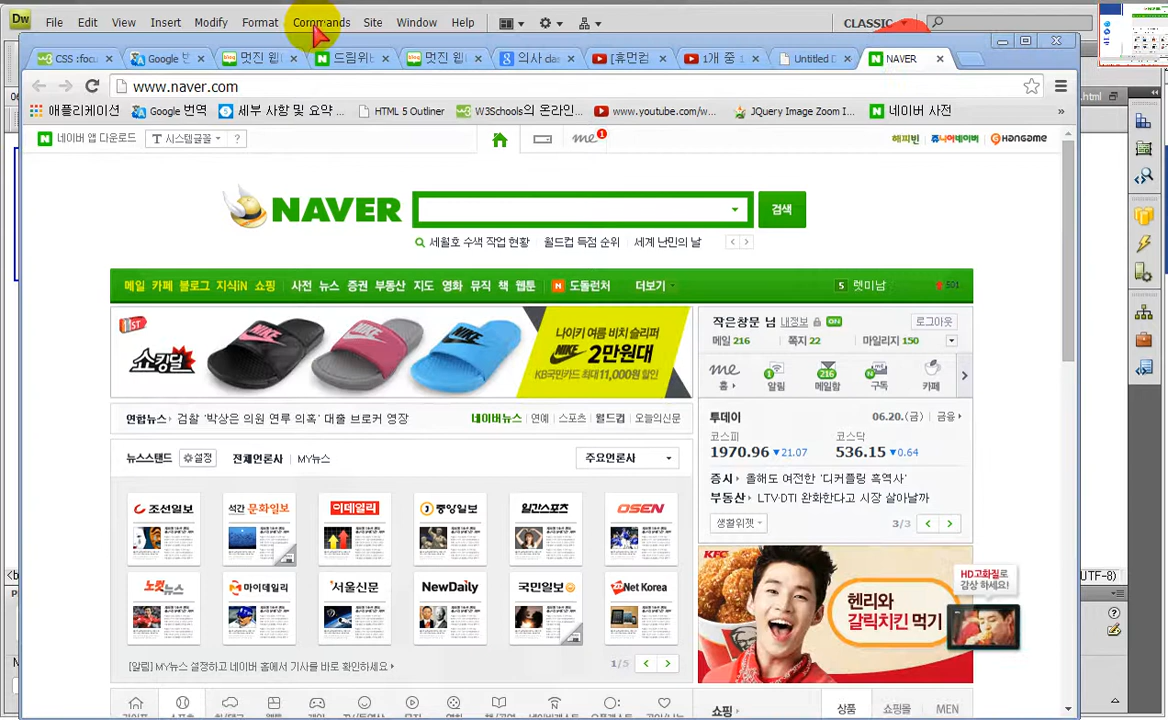 Dw File Edit View Insert Modify Format Commands Site Window Help CLASSIC
CSS :focu Google 번 멋진 웹 드림위 멋진 웹 의사 da [휴먼컴 1개 중 Untitled D NAVER
www.naver.com
애플리케이션 Google 번역 세부 사항 및 요약 ... HTML 5 Outliner W3Schools의 온라인... www.youtube.com/w... JQuery Image Zoom I... 네이버 사전 »
네이버 앱 다운로드 T 시스템글꼴 ? me 1 해피빈 쥬니어네이버 HANGAME
NAVER 검색
세월호 수색 작업 현황 월드컵 득점 순위 세계 난민의 날
메일 카페 블로그 지식iN 쇼핑 사전 뉴스 증권 부동산 지도 영화 뮤직 책 웹툰 N 도돌런처 더보기 5 렛미남 501
쇼킹딜
나이키 여름 비치 슬리퍼
NIKE 2만원대
KB국민카드 최대 11,000원 할인
작은창문 님 내정보 ON 로그아웃
메일 216 쪽지 22 마일리지 150
me 홈 1 알림 216 메일함 N 구독 카페
연합뉴스 검찰 '박상은 의원 연루 의혹' 대출 브로커 영장 네이버뉴스 연예 스포츠 월드컵 오늘의신문
투데이 06.20.(금) 금융
코스피 코스닥
1970.96 ▼21.07 536.15 ▼0.64
증시 올해도 여전한 '디커플링 흑역사'
부동산 LTV·DTI 완화한다고 시장 살아날까
생활위젯 3/3
뉴스스탠드 설정 전체언론사 MY뉴스 주요언론사
조선일보 석간 문화일보 이데일리 중앙일보 일간스포츠 OSEN
노컷뉴스 마이데일리 서울신문 NewDaily 국민일보 Net Korea
[알림] MY뉴스 설정하고 네이버 홈에서 기사를 바로 확인하세요 1/5
KFC
헨리와
갈릭치킨 먹기
HD고화질로
감상 하세요!
쇼핑 상품 쇼핑몰 MEN
.html
UTF-8)